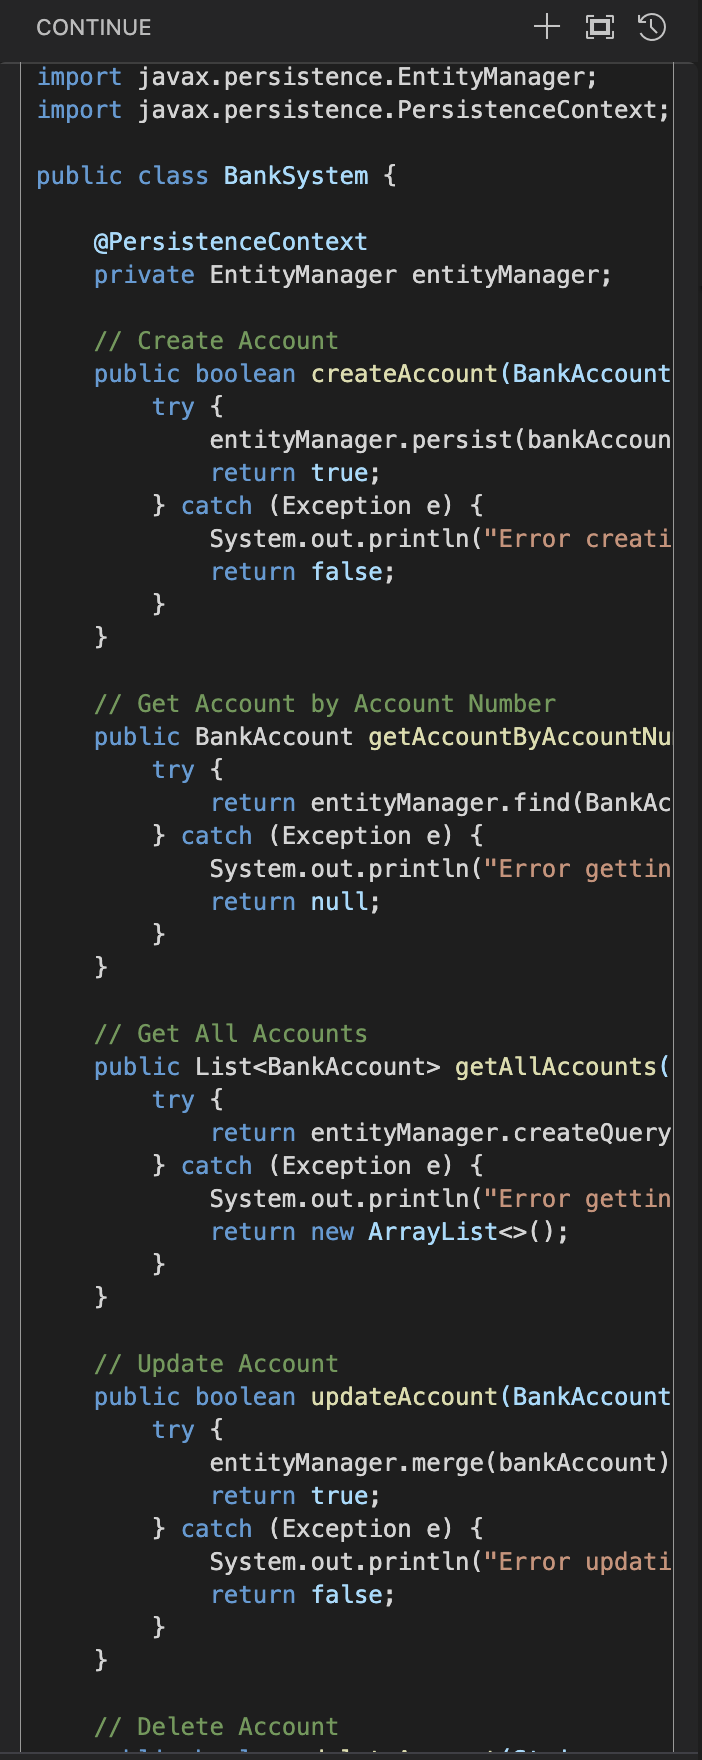 CONTINUE
import javax.persistence.EntityManager;
import javax.persistence.PersistenceContext;
public class BankSystem {
@PersistenceContext
private EntityManager entityManager;
// Create Account
public boolean createAccount(BankAccount
try {
entityManager.persist(bankAccoun
return true;
} catch (Exception e) {
System.out.println("Error creati
return false;
}
}
// Get Account by Account Number
public BankAccount getAccountByAccountNu
try {
return entityManager.find(BankAc
} catch (Exception e) {
System.out.println("Error gettin
return null;
}
}
// Get All Accounts
public List<BankAccount> getAllAccounts(
try {
return entityManager.createQuery
} catch (Exception e) {
System.out.println("Error gettin
return new ArrayList<>();
}
}
// Update Account
public boolean updateAccount(BankAccount
try {
entityManager.merge(bankAccount)
return true;
} catch (Exception e) {
System.out.println("Error updati
return false;
}
}
// Delete Account